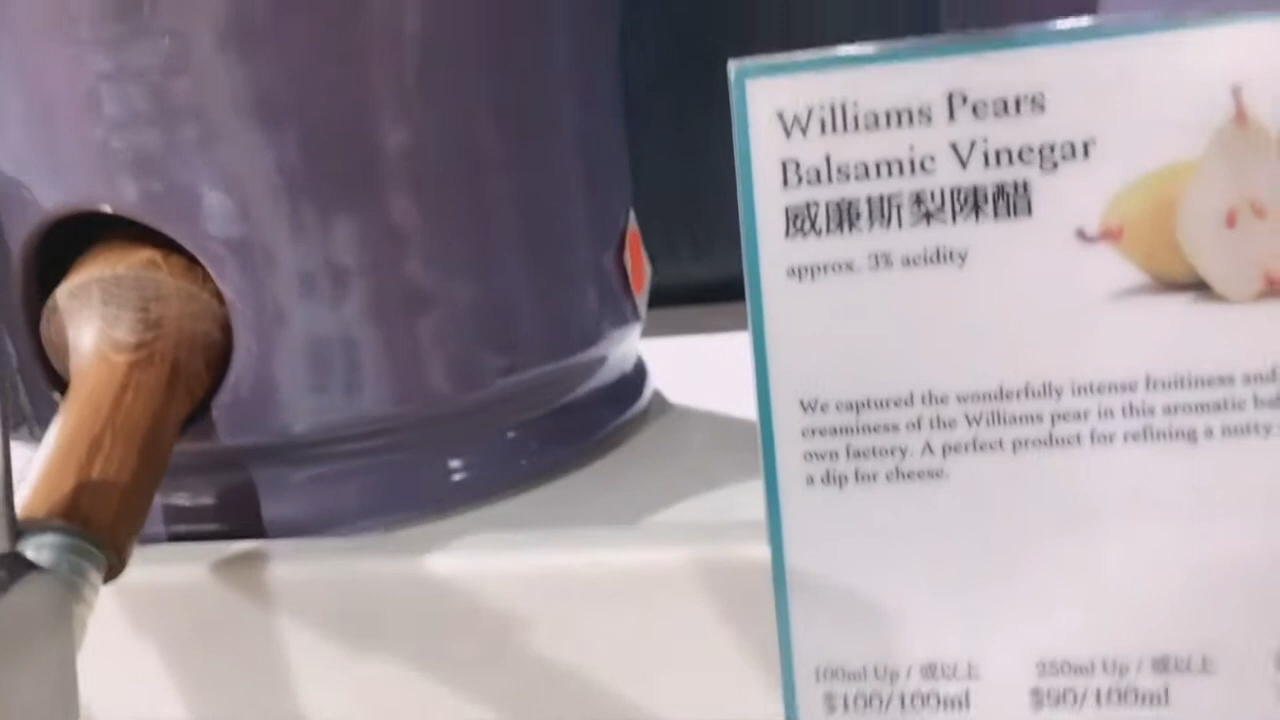 Williams Pears
Balsamic Vinegar
威廉斯梨陳醋
approx. 3% acidity
We captured the wonderfully intense fruitiness and
creaminess of the Williams pear in this aromatic
own factory. A perfect product for refining a nutty
a dip for cheese.
100ml Up / 或以上 250ml Up / 或以上
$100/100ml $90/100ml